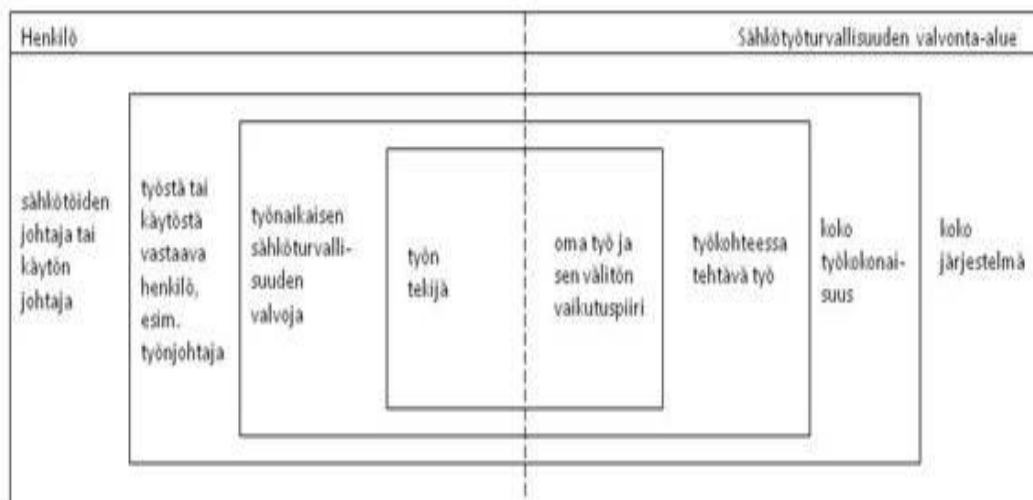 Henkilö
Sähkötyöturvallisuuden valvonta-alue
sähkötöiden
johtaja tai
käytön
johtaja
työstä tai
käytöstä
vastaava
henkilö,
esim.
työnjohtaja
työnaikaisen
sähköturvalli-
suuden
valvoja
työn
tekijä
oma työ ja
sen välitön
vaikutuspiiri
työkohteessa
tehtävä työ
koko
työkokonai-
suus
koko
järjestelmä